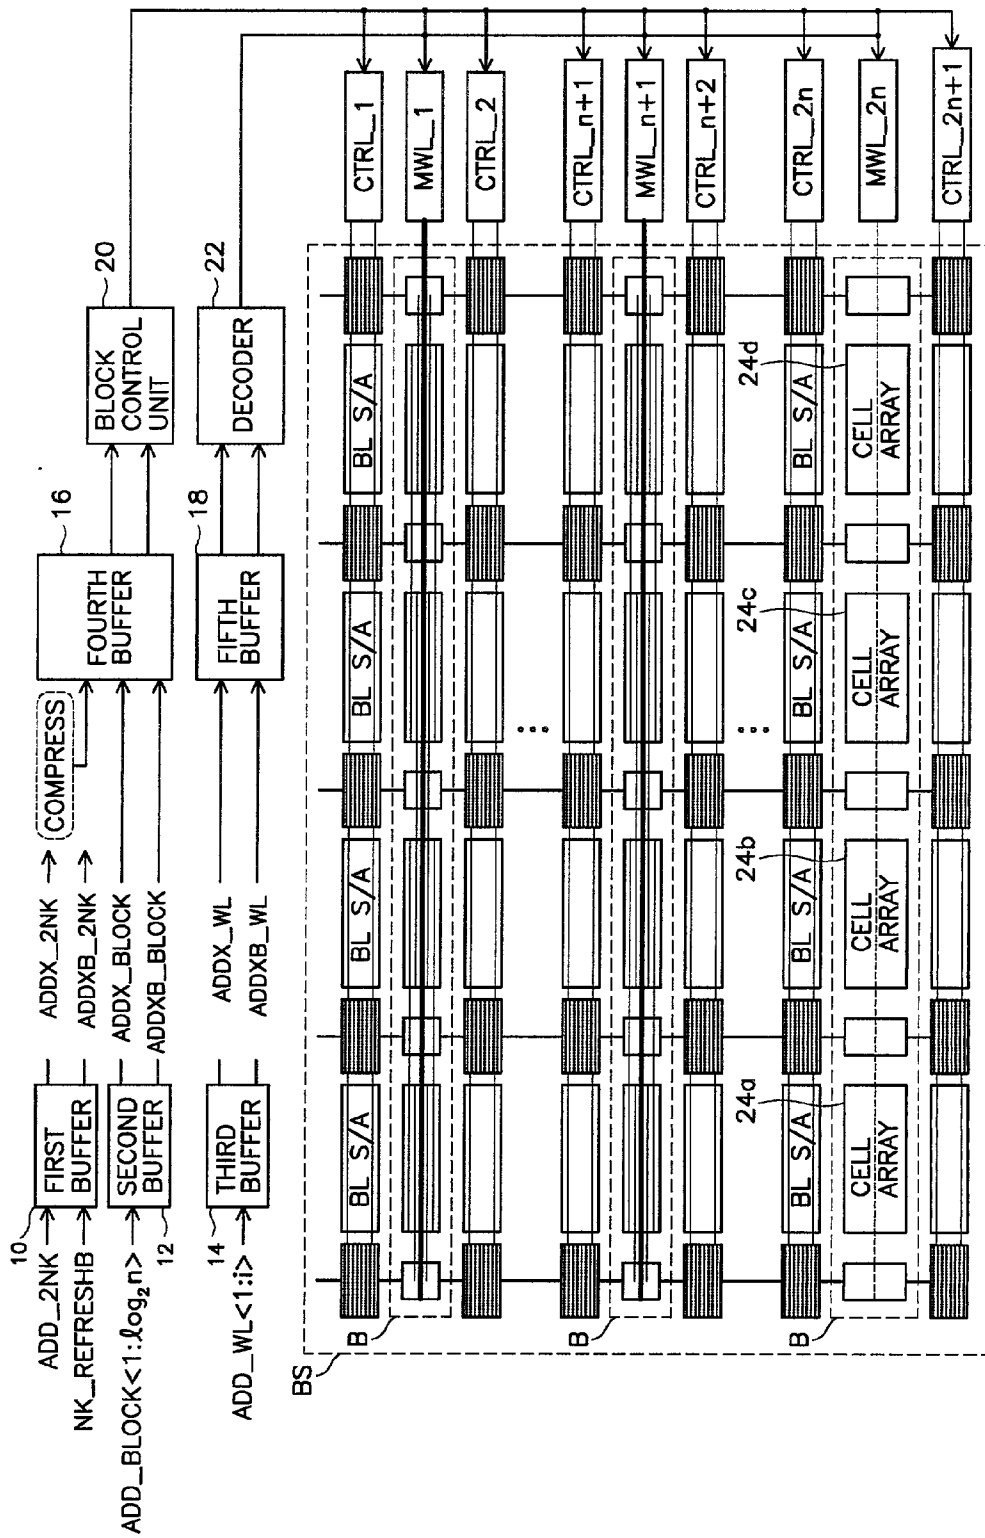 ADD_2NK
NK_REFRESHB
ADD_BLOCK<1:log2n>
ADD_WL<1:i>
10
FIRST
BUFFER
SECOND
BUFFER
12
14
THIRD
BUFFER
ADDX_2NK
ADDXB_2NK
ADDX_BLOCK
ADDXB_BLOCK
ADDX_WL
ADDXB_WL
COMPRESS
16
FOURTH
BUFFER
18
FIFTH
BUFFER
20
BLOCK
CONTROL
UNIT
22
DECODER
BS
B
B
B
BL S/A
BL S/A
BL S/A
BL S/A
...
...
BL S/A
BL S/A
BL S/A
BL S/A
24a
24b
24c
24d
CELL
ARRAY
CELL
ARRAY
CELL
ARRAY
CELL
ARRAY
CTRL_1
MWL_1
CTRL_2
CTRL_n+1
MWL_n+1
CTRL_n+2
CTRL_2n
MWL_2n
CTRL_2n+1